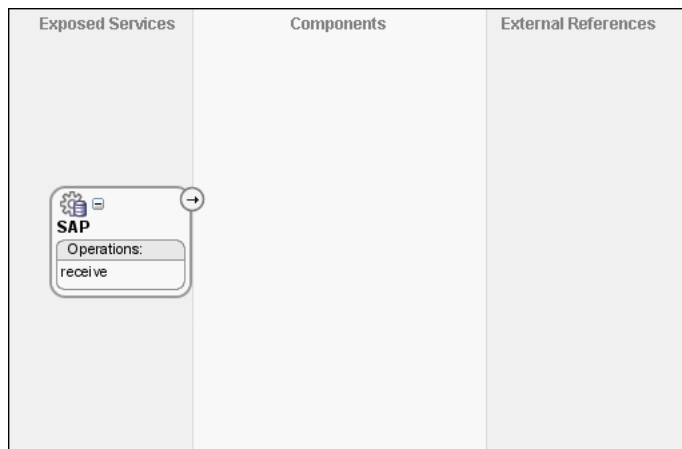 Exposed Services
Components
External References
SAP
Operations:
receive